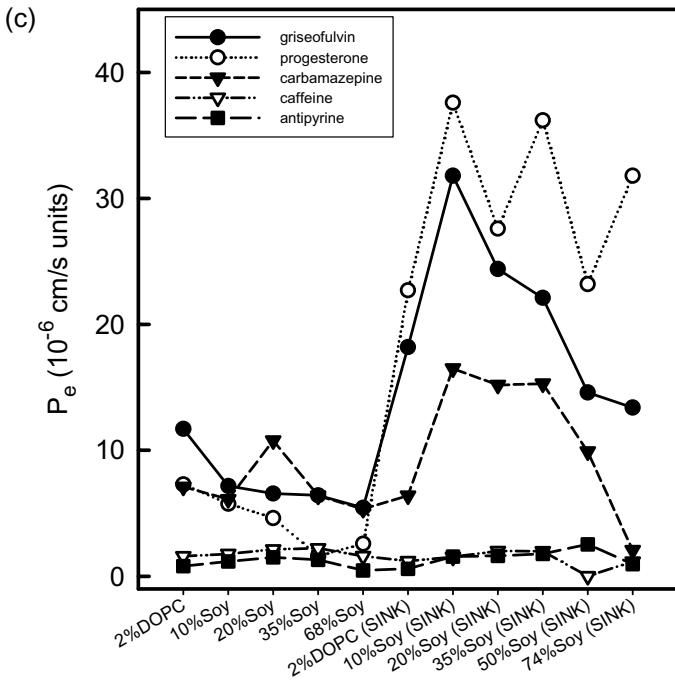 (c)
griseofulvin
progesterone
carbamazepine
caffeine
antipyrine
40
30
20
10
0
Pe (10-6 cm/s units)
2%DOPC
10%Soy
20%Soy
35%Soy
68%Soy
2%DOPC (SINK)
10%Soy (SINK)
20%Soy (SINK)
35%Soy (SINK)
50%Soy (SINK)
74%Soy (SINK)